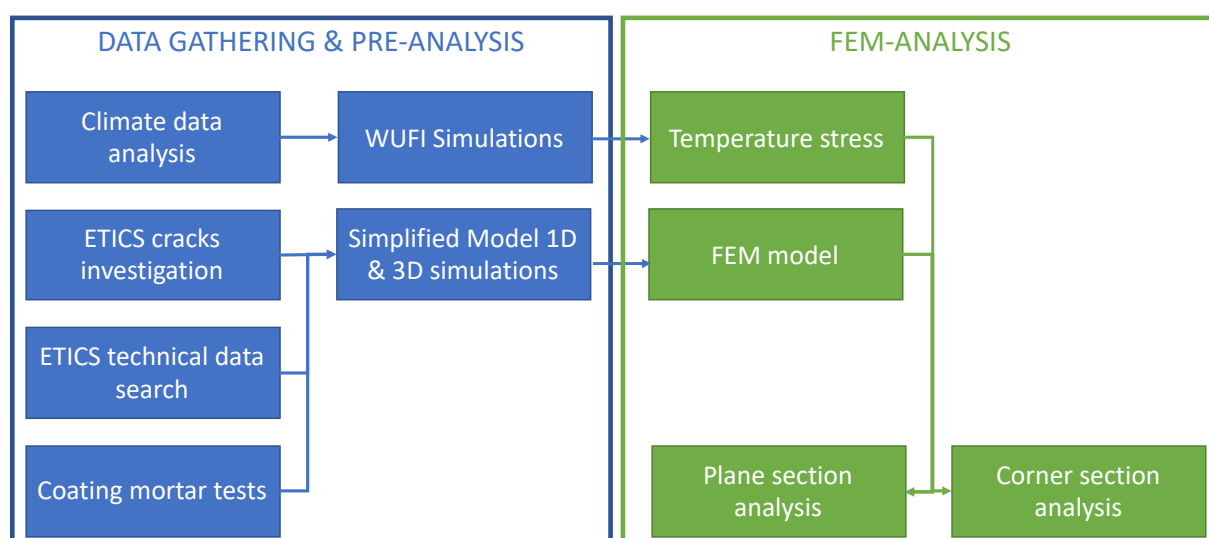 DATA GATHERING & PRE-ANALYSIS
Climate data
analysis
WUFI Simulations
ETICS cracks
investigation
Simplified Model 1D
& 3D simulations
ETICS technical data
search
Coating mortar tests
FEM-ANALYSIS
Temperature stress
FEM model
Plane section
analysis
Corner section
analysis